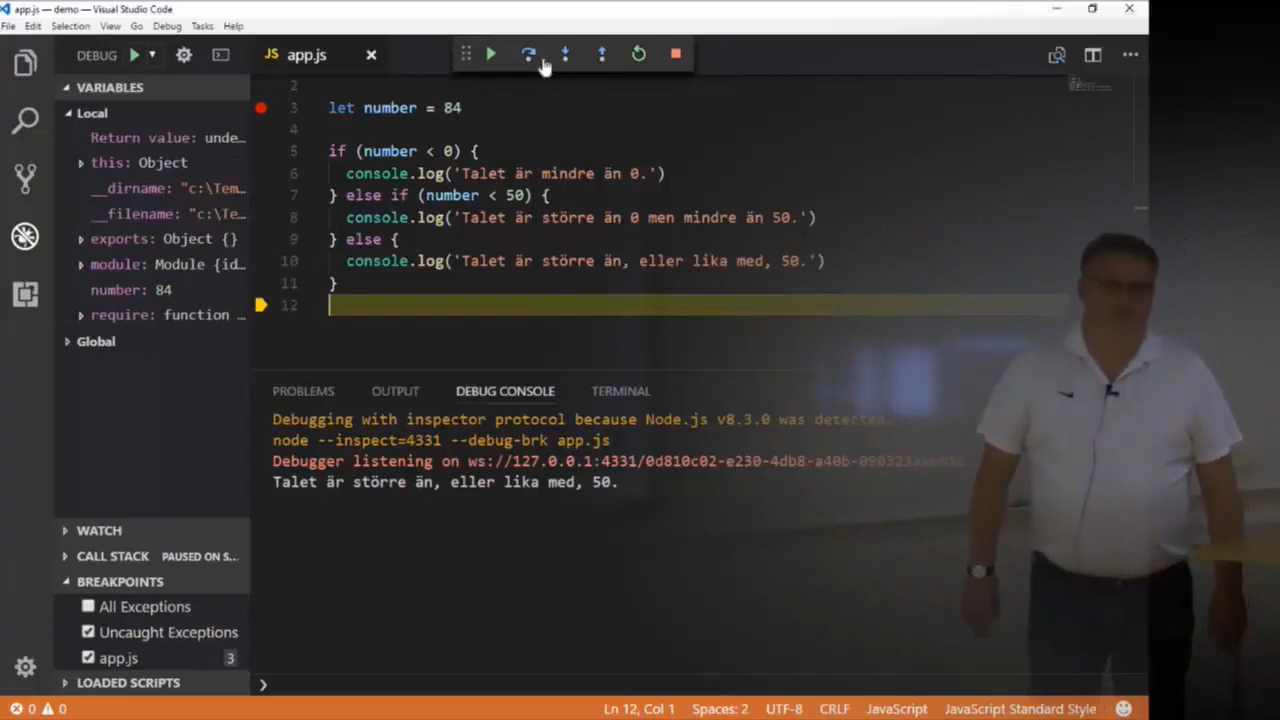 app.js — demo — Visual Studio Code
File Edit Selection View Go Debug Tasks Help
DEBUG
JS app.js
VARIABLES
Local
Return value: unde…
this: Object
__dirname: "c:\Tem…
__filename: "c:\Te…
exports: Object {}
module: Module {id…
number: 84
require: function …
Global
WATCH
CALL STACK PAUSED ON S…
BREAKPOINTS
All Exceptions
Uncaught Exceptions
app.js 3
LOADED SCRIPTS
2
3 let number = 84
4
5 if (number < 0) {
6 console.log('Talet är mindre än 0.')
7 } else if (number < 50) {
8 console.log('Talet är större än 0 men mindre än 50.')
9 } else {
10 console.log('Talet är större än, eller lika med, 50.')
11 }
12
PROBLEMS OUTPUT DEBUG CONSOLE TERMINAL
Debugging with inspector protocol because Node.js v8.3.0 was detected.
node --inspect=4331 --debug-brk app.js
Debugger listening on ws://127.0.0.1:4331/0d810c02-e230-4db8-a40b-
Talet är större än, eller lika med, 50.
0 0 Ln 12, Col 1 Spaces: 2 UTF-8 CRLF JavaScript JavaScript Standard Style